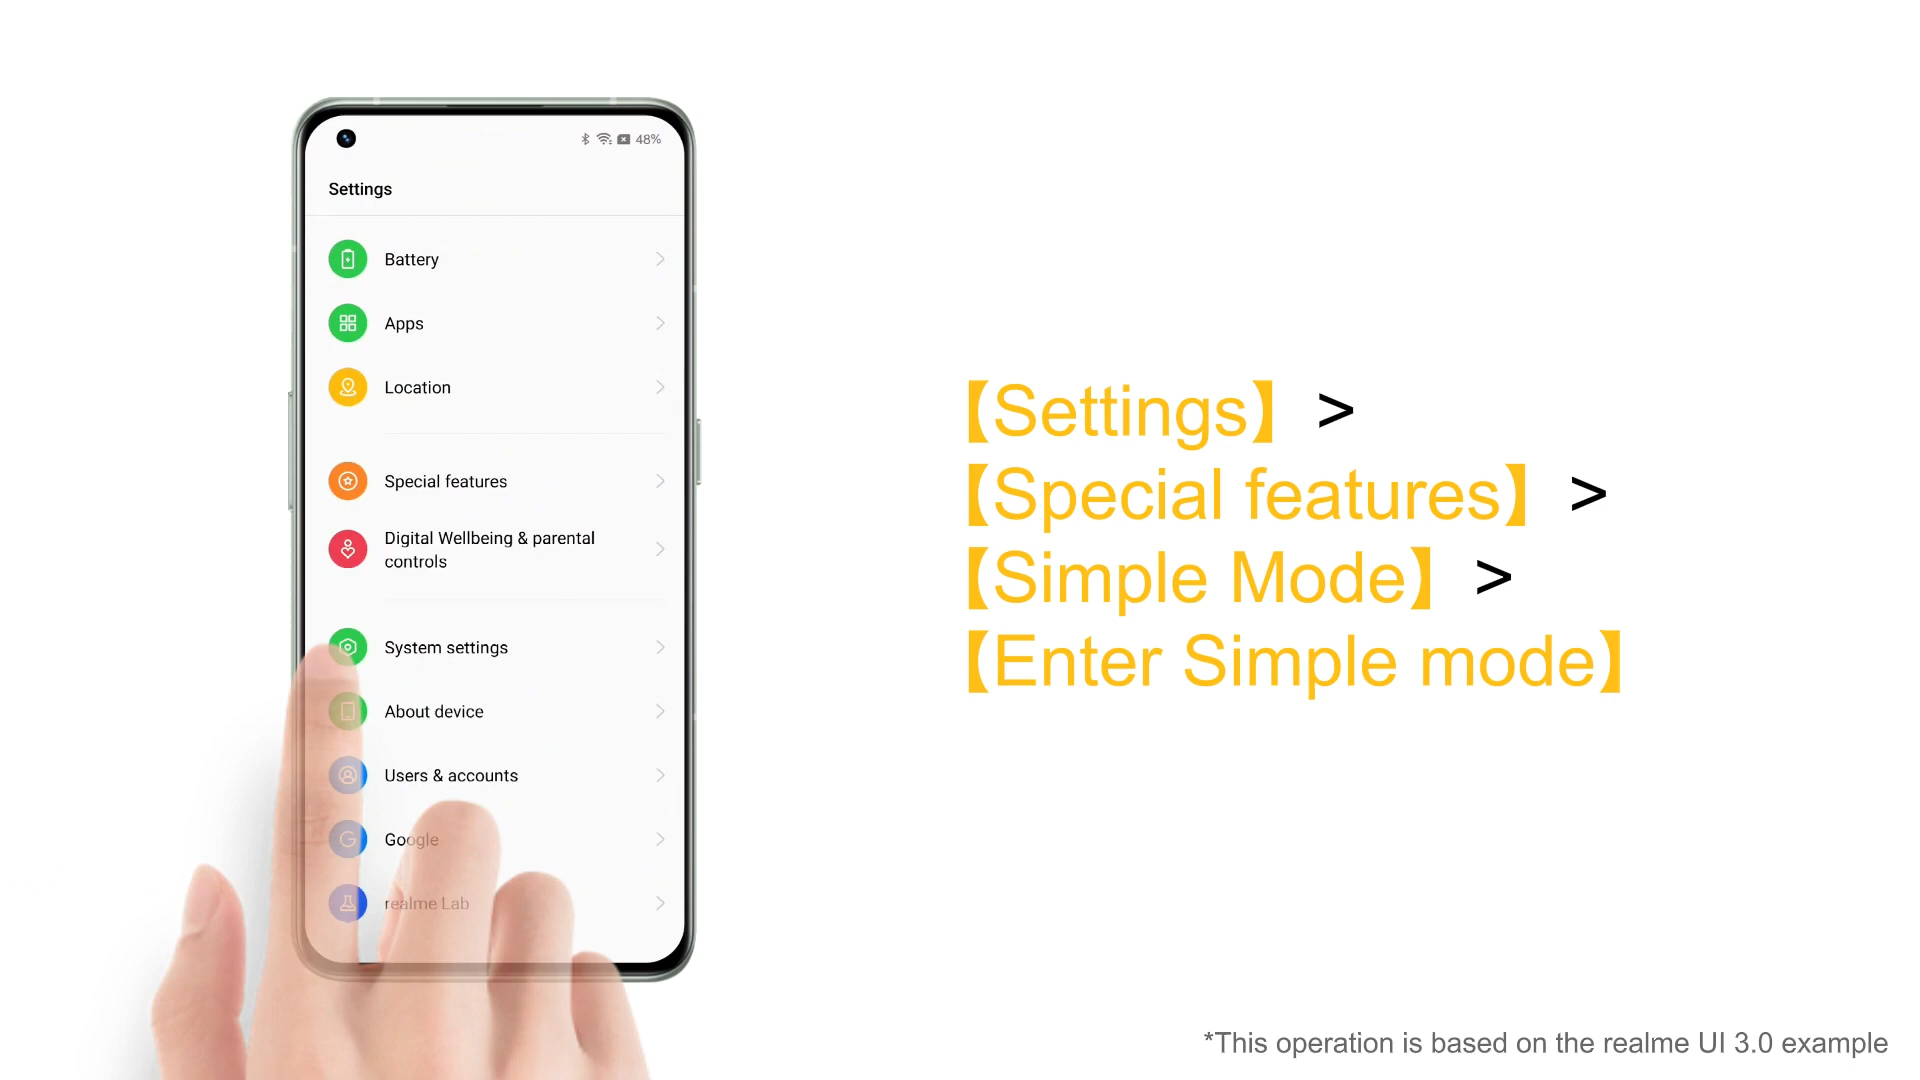 48%
Settings
Battery
Apps
Location
Special features
Digital Wellbeing & parental
controls
System settings
About device
Users & accounts
Google
realme Lab
【Settings】 >
【Special features】 >
【Simple Mode】 >
【Enter Simple mode】
*This operation is based on the realme UI 3.0 example